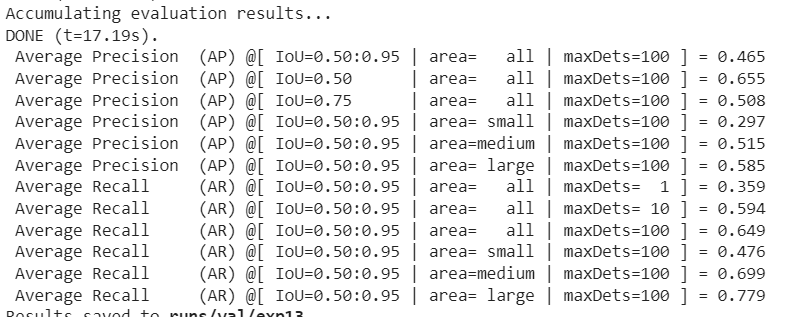 Accumulating evaluation results...
DONE (t=17.19s).
Average Precision (AP) @[ IoU=0.50:0.95 | area= all | maxDets=100 ] = 0.465
Average Precision (AP) @[ IoU=0.50 | area= all | maxDets=100 ] = 0.655
Average Precision (AP) @[ IoU=0.75 | area= all | maxDets=100 ] = 0.508
Average Precision (AP) @[ IoU=0.50:0.95 | area= small | maxDets=100 ] = 0.297
Average Precision (AP) @[ IoU=0.50:0.95 | area=medium | maxDets=100 ] = 0.515
Average Precision (AP) @[ IoU=0.50:0.95 | area= large | maxDets=100 ] = 0.585
Average Recall (AR) @[ IoU=0.50:0.95 | area= all | maxDets= 1 ] = 0.359
Average Recall (AR) @[ IoU=0.50:0.95 | area= all | maxDets= 10 ] = 0.594
Average Recall (AR) @[ IoU=0.50:0.95 | area= all | maxDets=100 ] = 0.649
Average Recall (AR) @[ IoU=0.50:0.95 | area= small | maxDets=100 ] = 0.476
Average Recall (AR) @[ IoU=0.50:0.95 | area=medium | maxDets=100 ] = 0.699
Average Recall (AR) @[ IoU=0.50:0.95 | area= large | maxDets=100 ] = 0.779
Results saved to runs/val/exp13